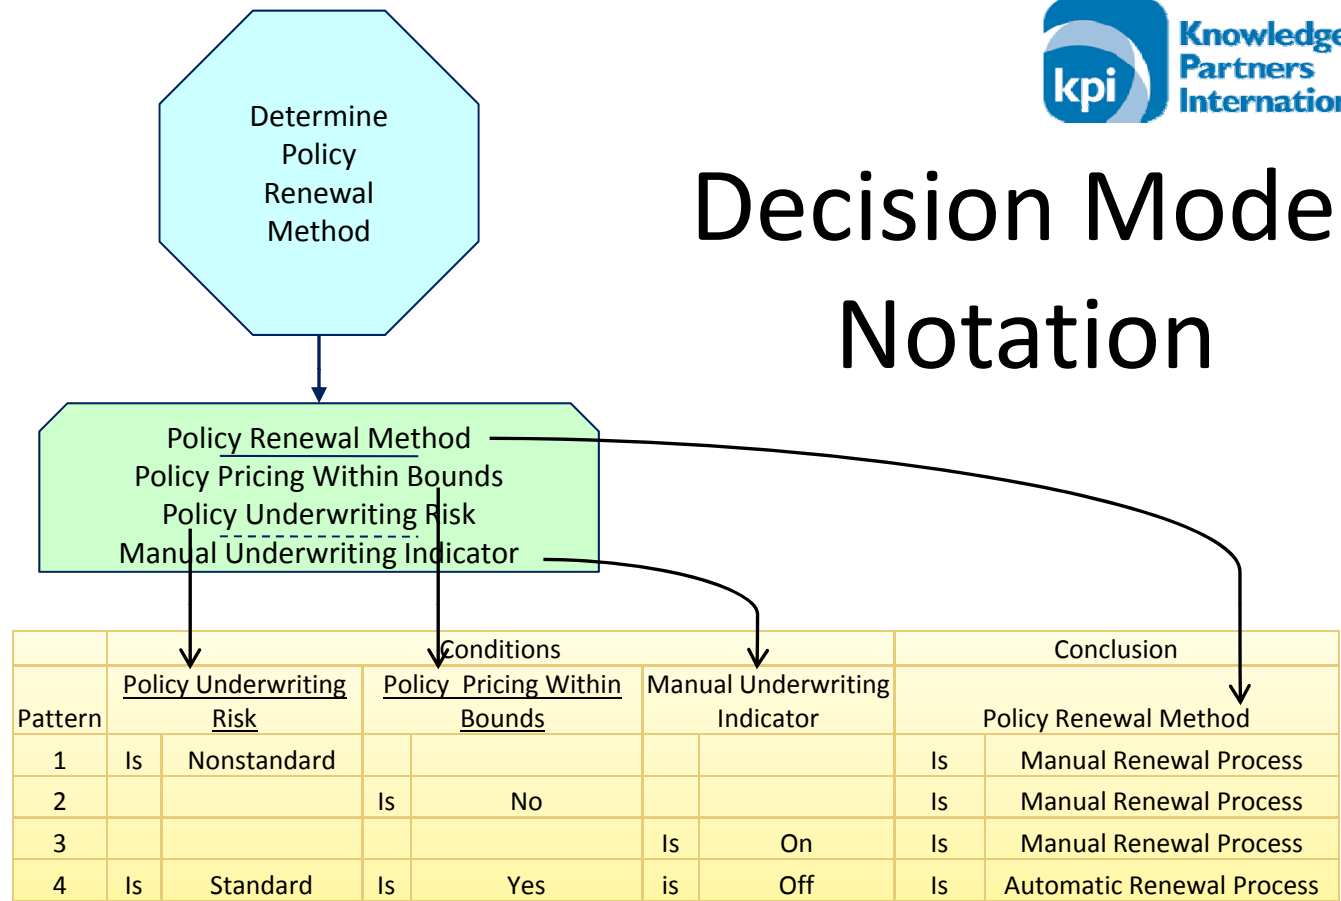 Knowledge
Partners
Internation
kpi
Determine
Policy
Renewal
Method
Decision Mode
Notation
Policy Renewal Method
Policy Pricing Within Bounds
Policy Underwriting Risk
Manual Underwriting Indicator
Conditions Conclusion
Pattern Policy Underwriting Risk Policy Pricing Within Bounds Manual Underwriting Indicator Policy Renewal Method
1 Is Nonstandard Is Manual Renewal Process
2 Is No Is Manual Renewal Process
3 Is On Is Manual Renewal Process
4 Is Standard Is Yes is Off Is Automatic Renewal Process